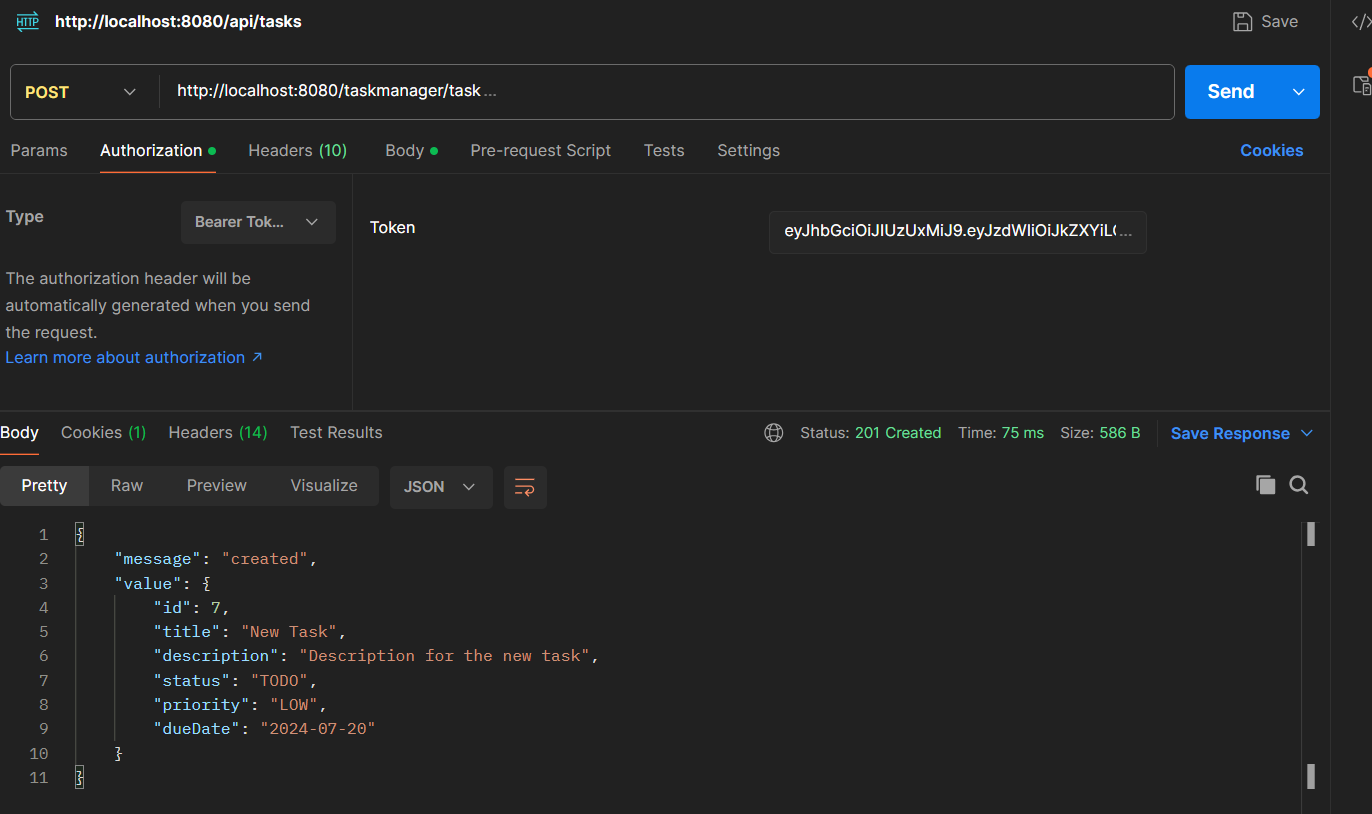 HTTP http://localhost:8080/api/tasks Save
POST http://localhost:8080/taskmanager/task... Send
Params Authorization Headers (10) Body Pre-request Script Tests Settings Cookies
Type Bearer Tok... Token eyJhbGciOiJIUzUxMiJ9.eyJzdWIiOiJkZXYiL...
The authorization header will be
automatically generated when you send
the request.
Learn more about authorization ↗
Body Cookies (1) Headers (14) Test Results Status: 201 Created Time: 75 ms Size: 586 B Save Response
Pretty Raw Preview Visualize JSON
1 {
2 "message": "created",
3 "value": {
4 "id": 7,
5 "title": "New Task",
6 "description": "Description for the new task",
7 "status": "TODO",
8 "priority": "LOW",
9 "dueDate": "2024-07-20"
10 }
11 }